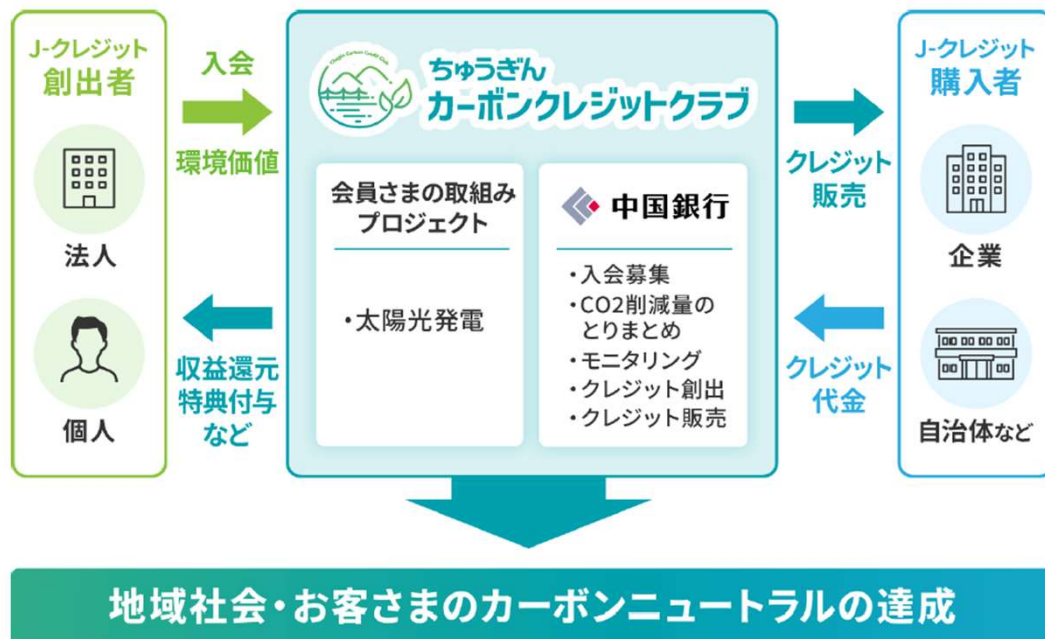 J-クレジット
創出者
法人
個人
入会
環境価値
収益還元
特典付与
など
Chugin Carbon Credit Club
ちゅうぎん
カーボンクレジットクラブ
会員さまの取組み
プロジェクト
・太陽光発電
中国銀行
・入会募集
・CO2削減量の
とりまとめ
・モニタリング
・クレジット創出
・クレジット販売
クレジット
販売
クレジット
代金
J-クレジット
購入者
企業
自治体など
地域社会・お客さまのカーボンニュートラルの達成